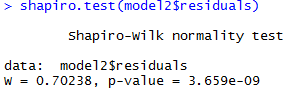 > shapiro.test(model2$residuals)
Shapiro-Wilk normality test
data:  model2$residuals
W = 0.70238, p-value = 3.659e-09